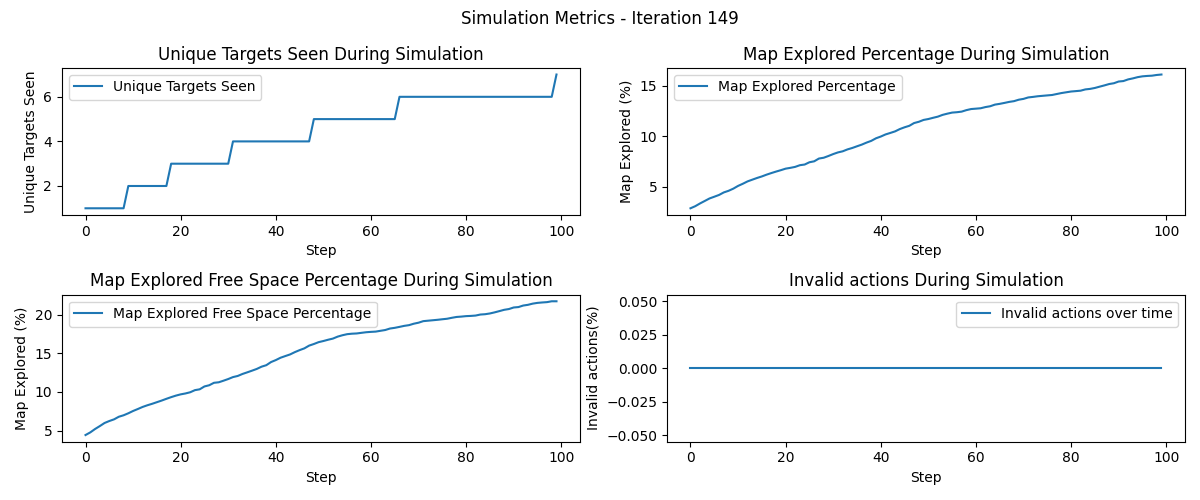 Simulation Metrics - Iteration 149
Unique Targets Seen During Simulation
Unique Targets Seen
Unique Targets Seen
6
4
2
0 20 40 60 80 100
Step
Map Explored Percentage During Simulation
Map Explored Percentage
Map Explored (%)
15
10
5
0 20 40 60 80 100
Step
Map Explored Free Space Percentage During Simulation
Map Explored Free Space Percentage
Map Explored (%)
20
15
10
5
0 20 40 60 80 100
Step
Invalid actions During Simulation
Invalid actions over time
Invalid actions(%)
0.050
0.025
0.000
−0.025
−0.050
0 20 40 60 80 100
Step